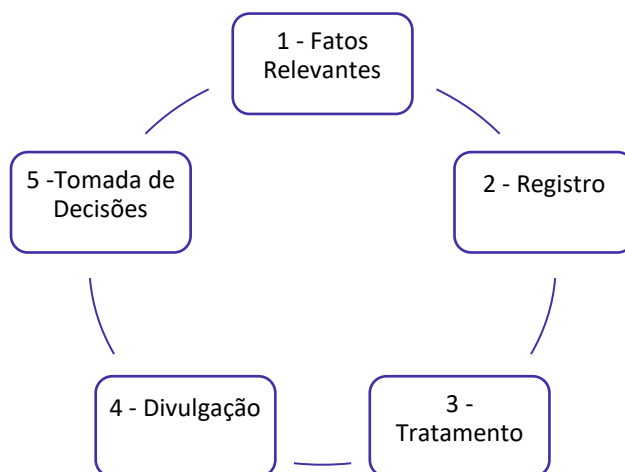 1 - Fatos
Relevantes
2 - Registro
3 -
Tratamento
4 - Divulgação
5 -Tomada de
Decisões